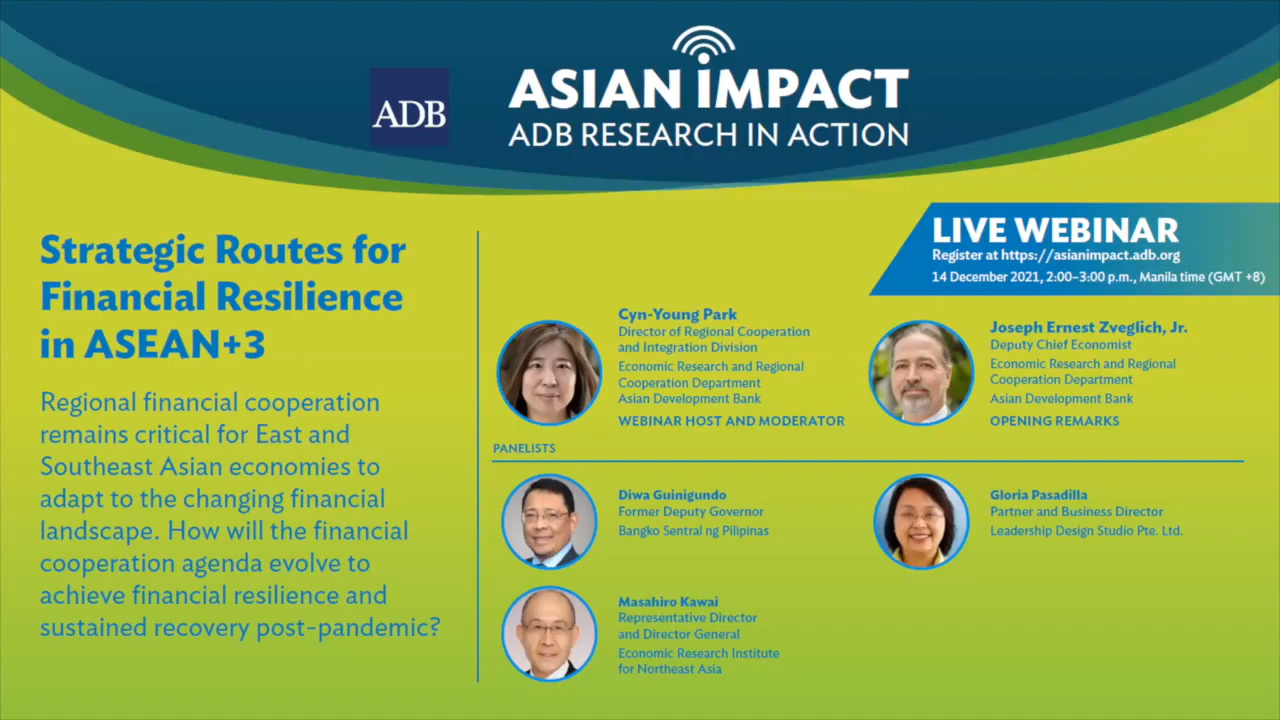 ADB
ASIAN IMPACT
ADB RESEARCH IN ACTION
Strategic Routes for
Financial Resilience
in ASEAN+3
Regional financial cooperation
remains critical for East and
Southeast Asian economies to
adapt to the changing financial
landscape. How will the financial
cooperation agenda evolve to
achieve financial resilience and
sustained recovery post-pandemic?
LIVE WEBINAR
Register at https://asianimpact.adb.org
14 December 2021, 2:00–3:00 p.m., Manila time (GMT +8)
Cyn-Young Park
Director of Regional Cooperation
and Integration Division
Economic Research and Regional
Cooperation Department
Asian Development Bank
WEBINAR HOST AND MODERATOR
Joseph Ernest Zveglich, Jr.
Deputy Chief Economist
Economic Research and Regional
Cooperation Department
Asian Development Bank
OPENING REMARKS
PANELISTS
Diwa Guinigundo
Former Deputy Governor
Bangko Sentral ng Pilipinas
Gloria Pasadilla
Partner and Business Director
Leadership Design Studio Pte. Ltd.
Masahiro Kawai
Representative Director
and Director General
Economic Research Institute
for Northeast Asia